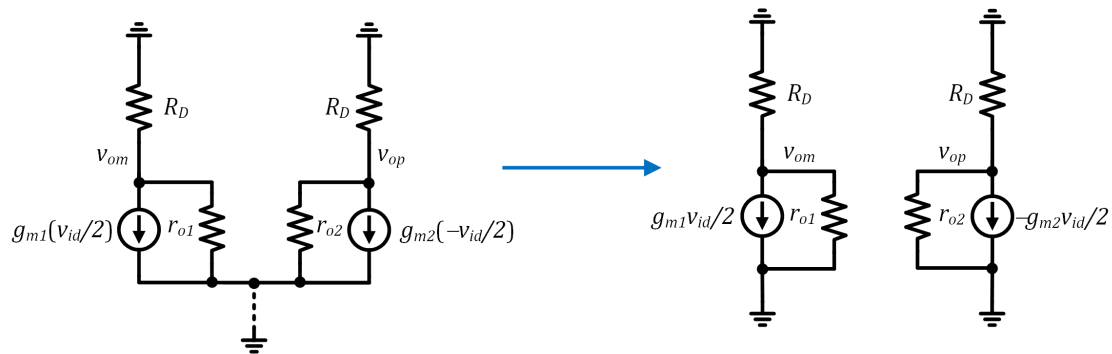 R_D
R_D
v_om
v_op
g_m1(v_id/2)
r_o1
r_o2
g_m2(−v_id/2)
R_D
R_D
v_om
v_op
g_m1v_id/2
r_o1
r_o2
−g_m2v_id/2